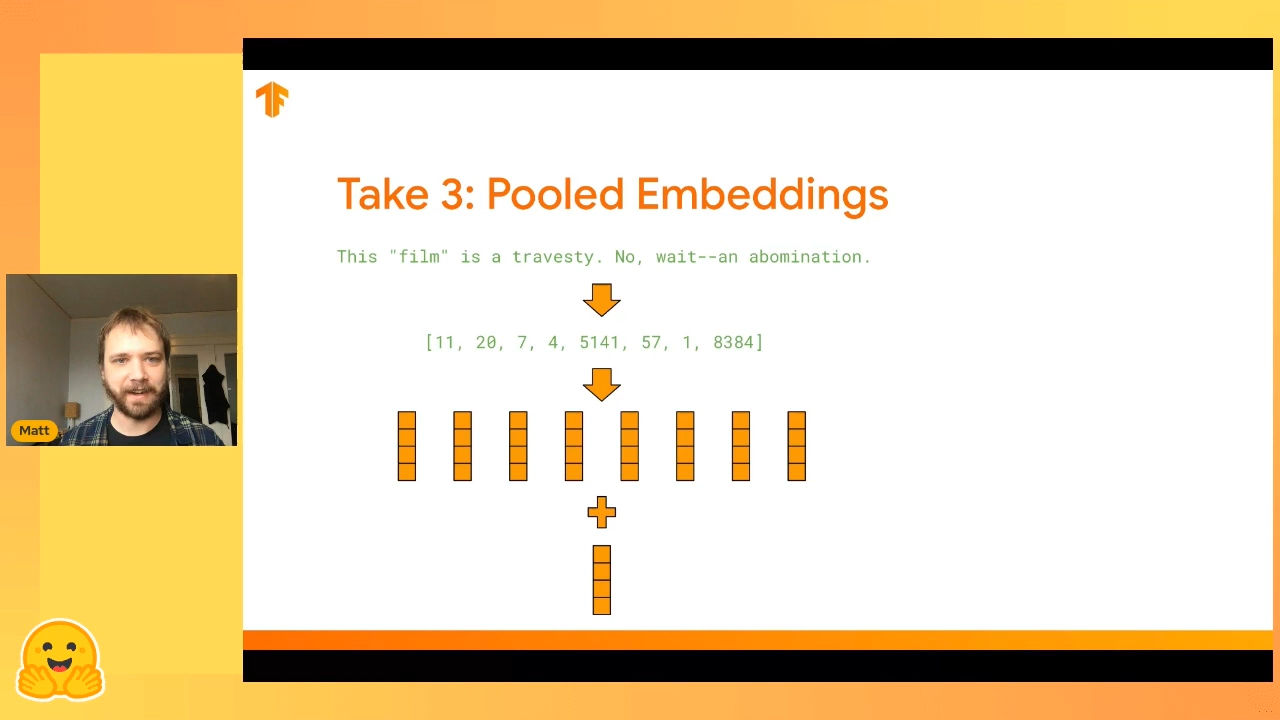 Take 3: Pooled Embeddings
This "film" is a travesty. No, wait--an abomination.
[11, 20, 7, 4, 5141, 57, 1, 8384]
Matt